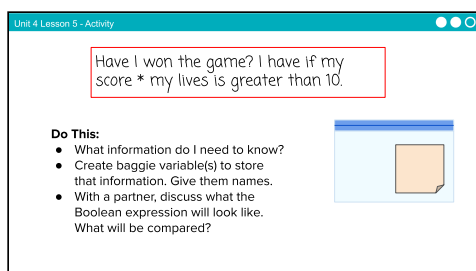 Unit 4 Lesson 5 - Activity
Have I won the game? I have if my
score * my lives is greater than 10.
Do This:
● What information do I need to know?
● Create baggie variable(s) to store
that information. Give them names.
● With a partner, discuss what the
Boolean expression will look like.
What will be compared?